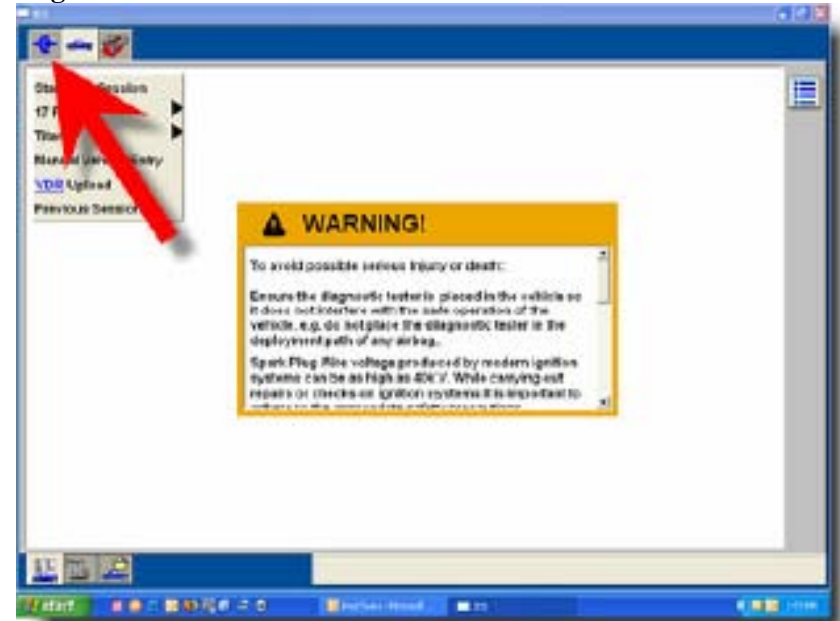 Session
17
Manual Entry
VDR Upload
Previous Session
WARNING!
To avoid possible serious injury or death:
Ensure the diagnostic tester is placed in the vehicle so
it does not interfere with the safe operation of the
vehicle, e.g. do not place the diagnostic tester in the
deployment path of any airbag.
Spark Plug Wire voltage produced by modern ignition
systems can be as high as 40kV. While carrying out
repairs or checks on ignition systems it is important to
start